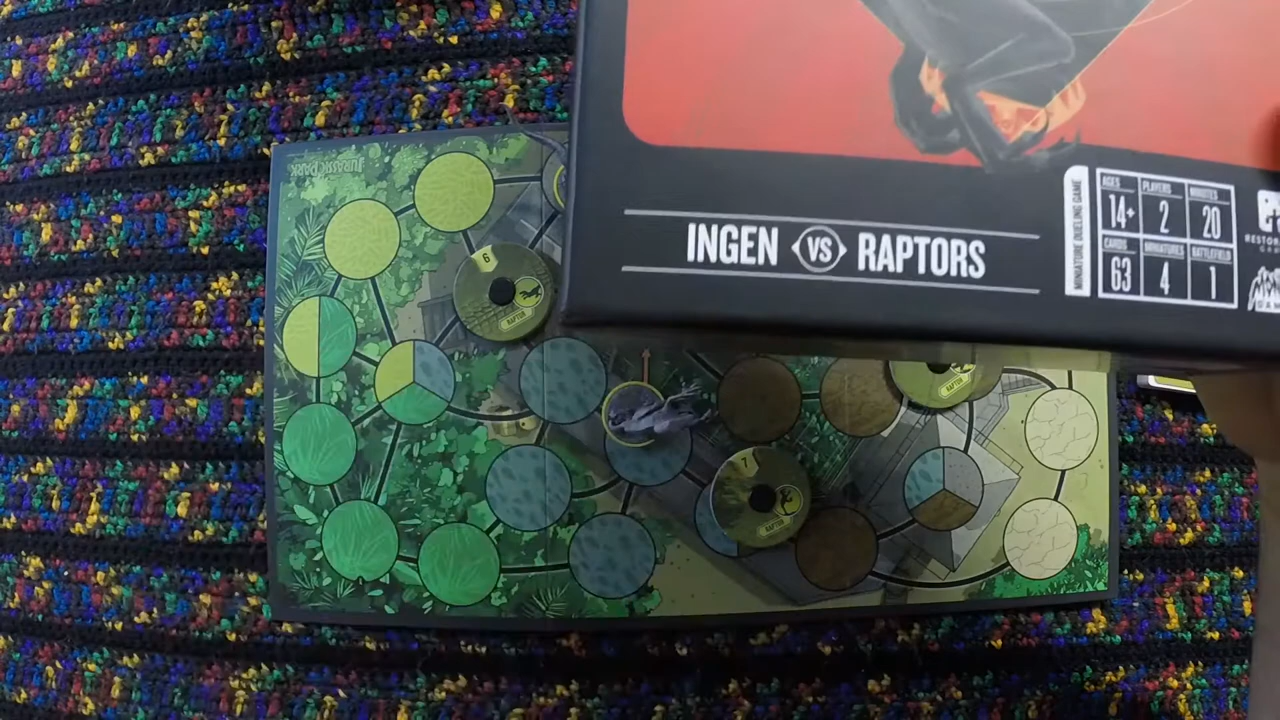 JURASSIC PARK
6
RAPTOR
INGEN VS RAPTORS
MINIATURE DUELING GAME
AGES
14+
PLAYERS
2
MINUTES
20
CARDS
63
MINIATURES
4
BATTLEFIELD
1
RAPTOR
7
RAPTOR